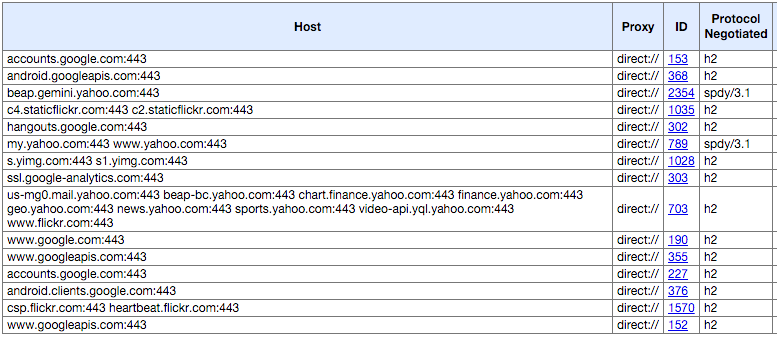 Host Proxy ID Protocol Negotiated
accounts.google.com:443 direct:// 153 h2
android.googleapis.com:443 direct:// 368 h2
beap.gemini.yahoo.com:443 direct:// 2354 spdy/3.1
c4.staticflickr.com:443 c2.staticflickr.com:443 direct:// 1035 h2
hangouts.google.com:443 direct:// 302 h2
my.yahoo.com:443 www.yahoo.com:443 direct:// 789 spdy/3.1
s.yimg.com:443 s1.yimg.com:443 direct:// 1028 h2
ssl.google-analytics.com:443 direct:// 303 h2
us-mg0.mail.yahoo.com:443 beap-bc.yahoo.com:443 chart.finance.yahoo.com:443 finance.yahoo.com:443
geo.yahoo.com:443 news.yahoo.com:443 sports.yahoo.com:443 video-api.yql.yahoo.com:443 direct:// 703 h2
www.flickr.com:443
www.google.com:443 direct:// 190 h2
www.googleapis.com:443 direct:// 355 h2
accounts.google.com:443 direct:// 227 h2
android.clients.google.com:443 direct:// 376 h2
csp.flickr.com:443 heartbeat.flickr.com:443 direct:// 1570 h2
www.googleapis.com:443 direct:// 152 h2